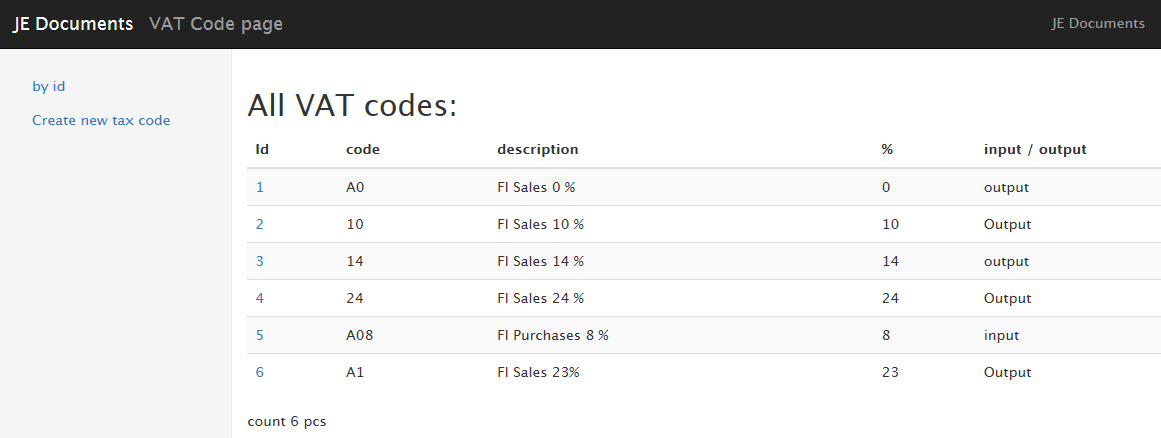 JE Documents VAT Code page JE Documents
by id
Create new tax code
All VAT codes:
Id code description % input / output
1 A0 FI Sales 0 % 0 output
2 10 FI Sales 10 % 10 Output
3 14 FI Sales 14 % 14 output
4 24 FI Sales 24 % 24 Output
5 A08 FI Purchases 8 % 8 input
6 A1 FI Sales 23% 23 Output
count 6 pcs